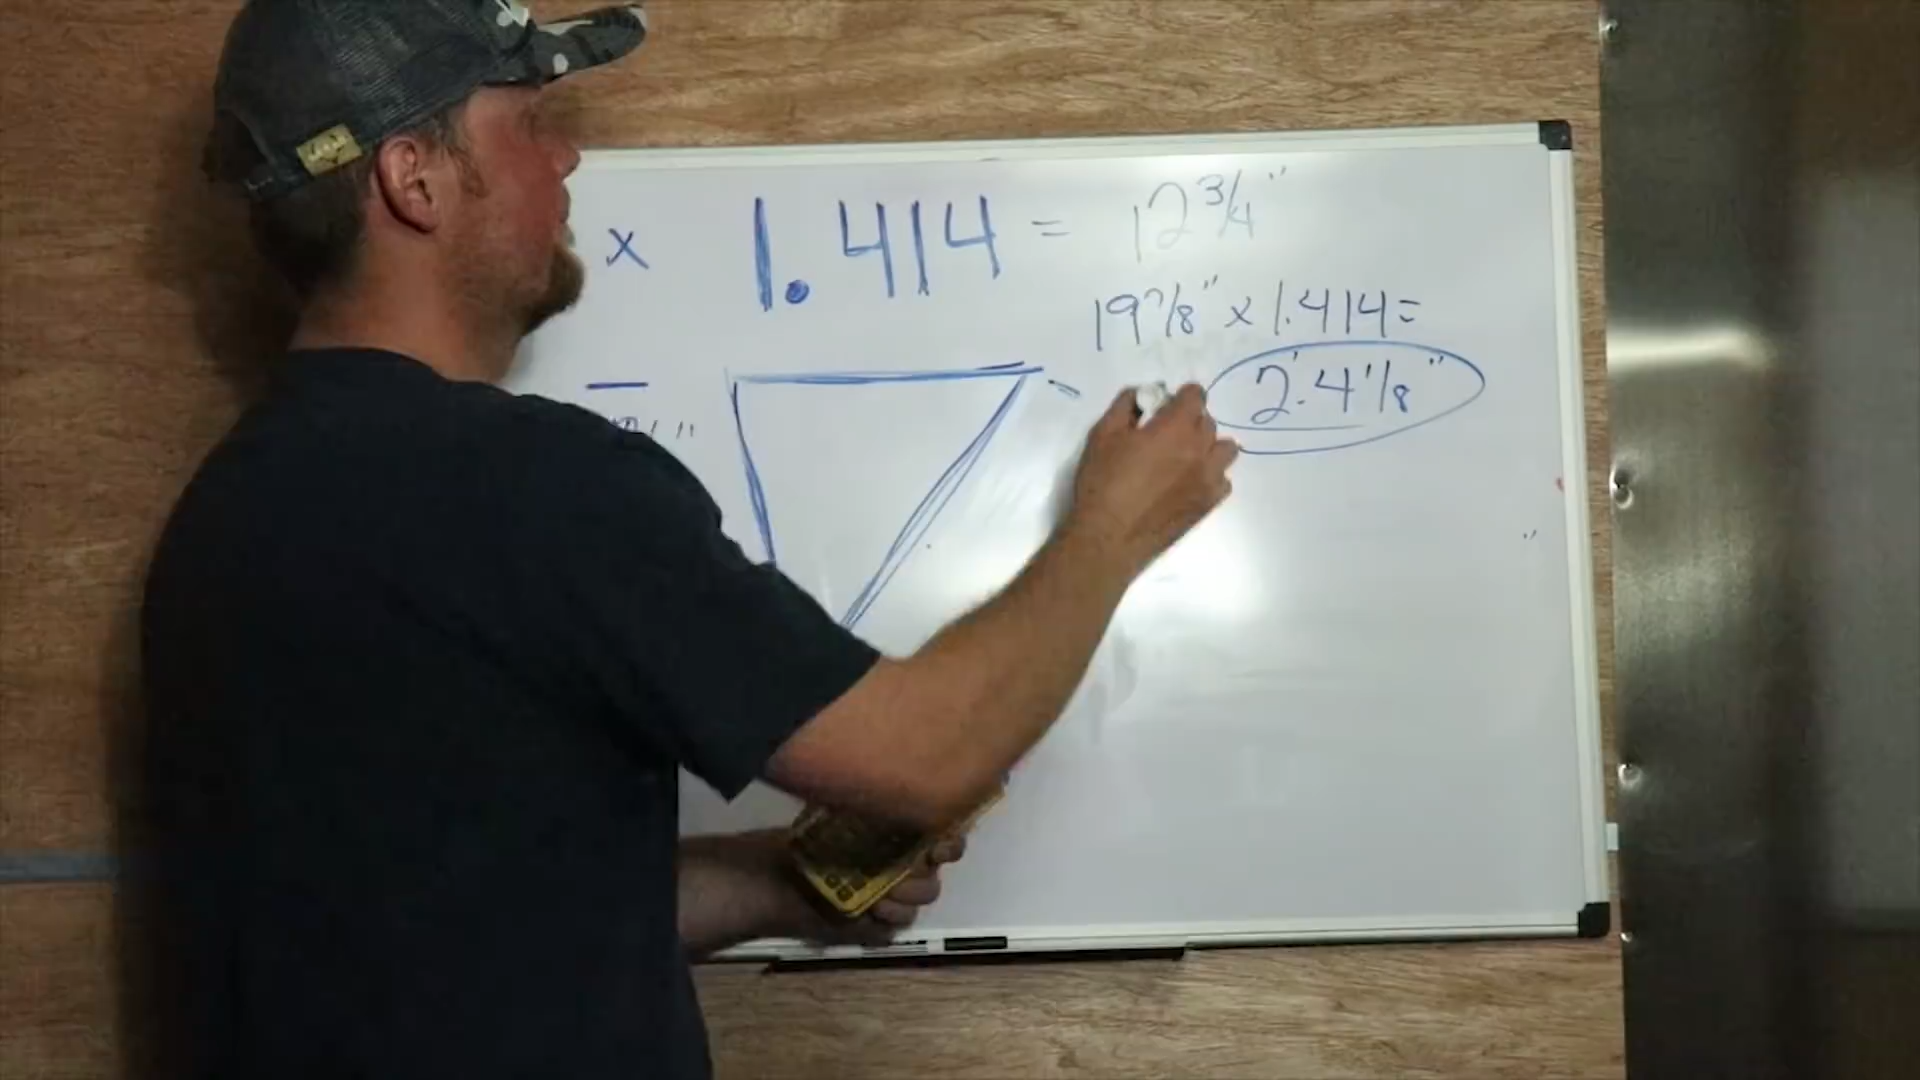 x 1.414 = 12 3/4"
19 7/8" x 1.414=
2'.4 1/8"